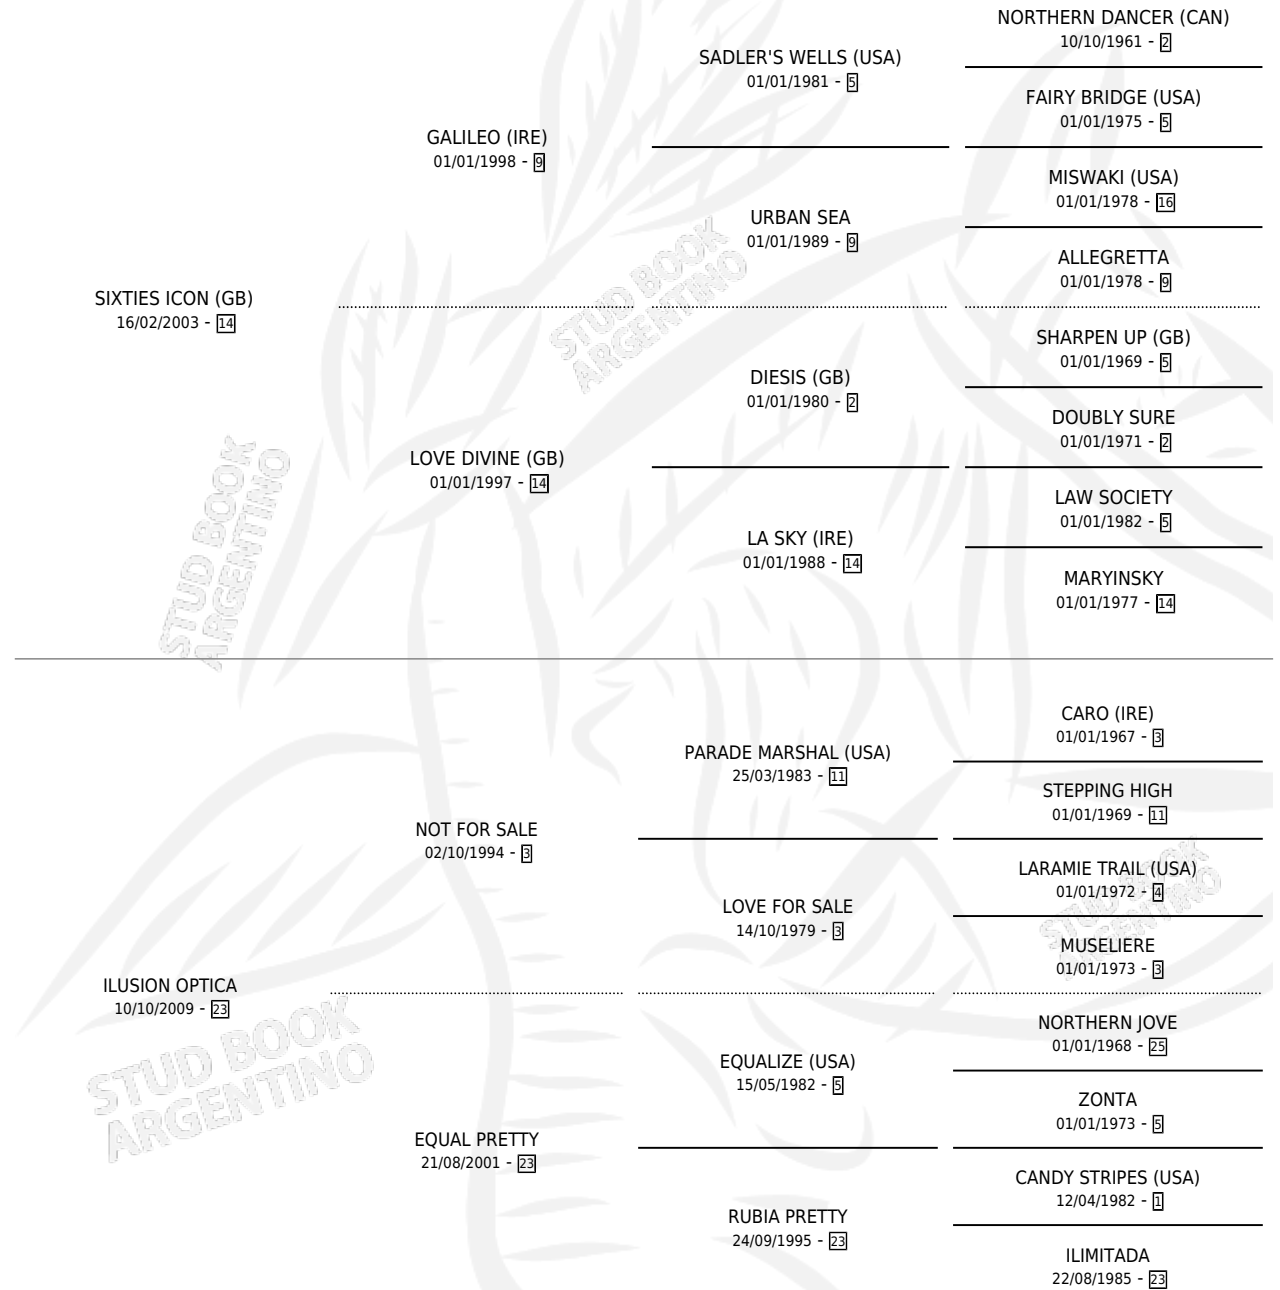 NORTHERN DANCER (CAN)
10/10/1961 - 2
SADLER'S WELLS (USA)
01/01/1981 - 5
FAIRY BRIDGE (USA)
01/01/1975 - 5
GALILEO (IRE)
01/01/1998 - 9
MISWAKI (USA)
01/01/1978 - 16
URBAN SEA
01/01/1989 - 9
ALLEGRETTA
01/01/1978 - 9
SIXTIES ICON (GB)
16/02/2003 - 14
SHARPEN UP (GB)
01/01/1969 - 5
DIESIS (GB)
01/01/1980 - 2
DOUBLY SURE
01/01/1971 - 2
LOVE DIVINE (GB)
01/01/1997 - 14
LAW SOCIETY
01/01/1982 - 5
LA SKY (IRE)
01/01/1988 - 14
MARYINSKY
01/01/1977 - 14
CARO (IRE)
01/01/1967 - 3
PARADE MARSHAL (USA)
25/03/1983 - 11
STEPPING HIGH
01/01/1969 - 11
NOT FOR SALE
02/10/1994 - 3
LARAMIE TRAIL (USA)
01/01/1972 - 4
LOVE FOR SALE
14/10/1979 - 3
MUSELIERE
01/01/1973 - 3
ILUSION OPTICA
10/10/2009 - 23
NORTHERN JOVE
01/01/1968 - 25
EQUALIZE (USA)
15/05/1982 - 5
ZONTA
01/01/1973 - 5
EQUAL PRETTY
21/08/2001 - 23
CANDY STRIPES (USA)
12/04/1982 - 1
RUBIA PRETTY
24/09/1995 - 23
ILIMITADA
22/08/1985 - 23
STUD BOOK
ARGENTINO
STUD BOOK
ARGENTINO
STUD BOOK
ARGENTINO
STUD BOOK
ARGENTINO